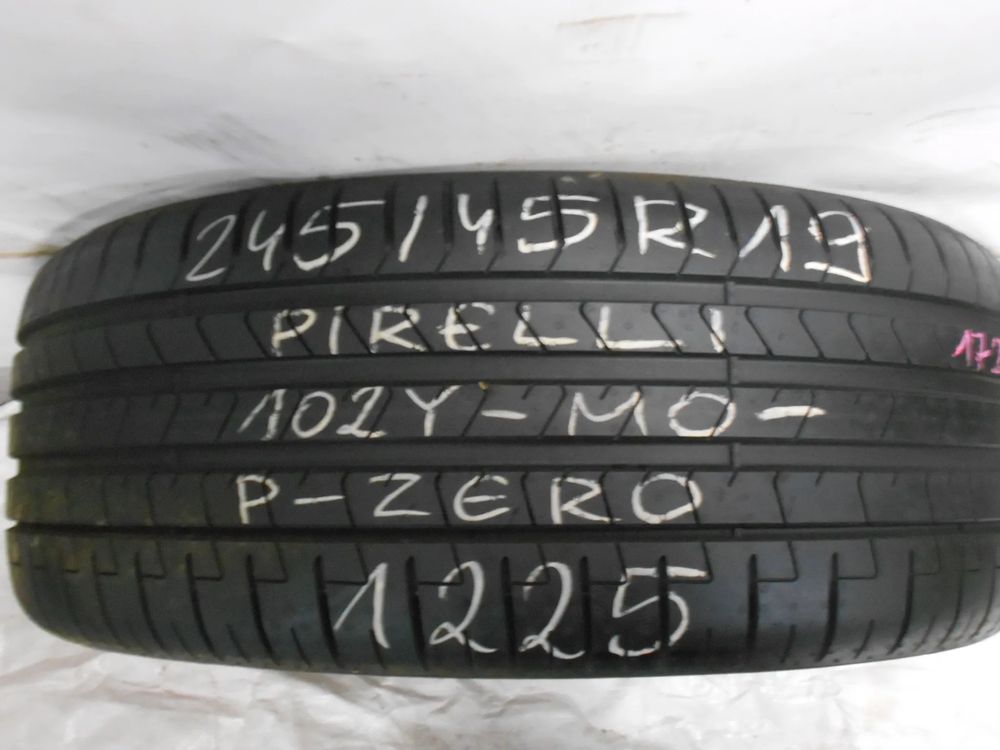 245/45R19
PIRELLI
102Y-MO-
P-ZERO
1225